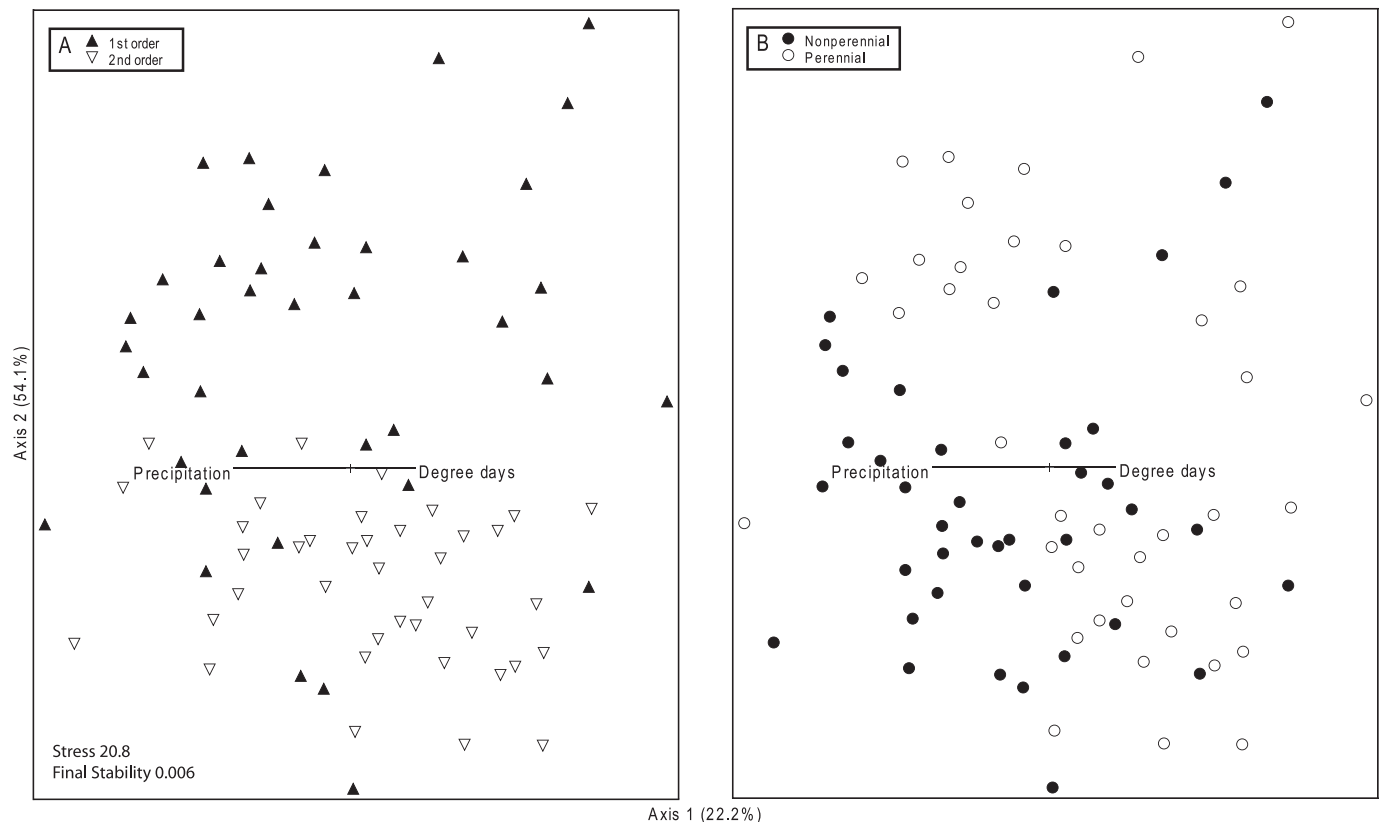 A
1st order
2nd order
B
Nonperennial
Perennial
Axis 2 (54.1%)
Precipitation
Degree days
Precipitation
Degree days
Stress 20.8
Final Stability 0.006
Axis 1 (22.2%)